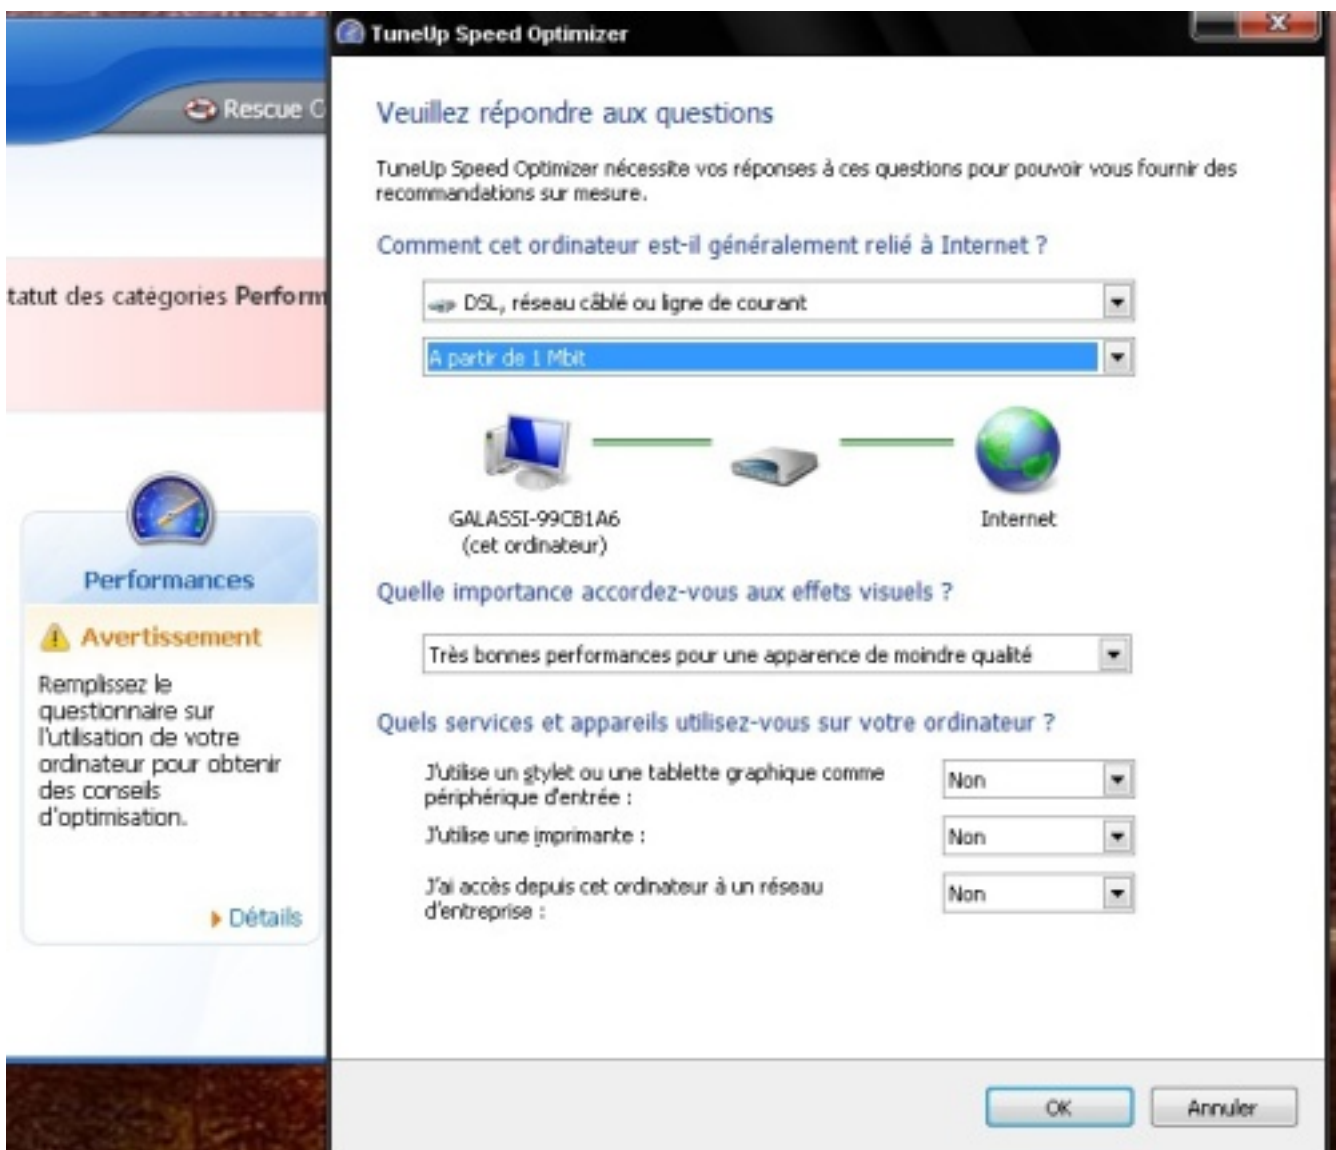 TuneUp Speed Optimizer
Rescue C
Veuillez répondre aux questions
TuneUp Speed Optimizer nécessite vos réponses à ces questions pour pouvoir vous fournir des
recommandations sur mesure.
Comment cet ordinateur est-il généralement relié à Internet ?
tatut des catégories Perform
DSL, réseau câblé ou ligne de courant
A partir de 1 Mbit
GALASSI-99CB1A6
(cet ordinateur)
Internet
Performances
Avertissement
Remplissez le
questionnaire sur
l'utilisation de votre
ordinateur pour obtenir
des conseils
d'optimisation.
Détails
Quelle importance accordez-vous aux effets visuels ?
Très bonnes performances pour une apparence de moindre qualité
Quels services et appareils utilisez-vous sur votre ordinateur ?
J'utilise un stylet ou une tablette graphique comme
périphérique d'entrée :
Non
J'utilise une imprimante :
Non
J'ai accès depuis cet ordinateur à un réseau
d'entreprise :
Non
OK
Annuler